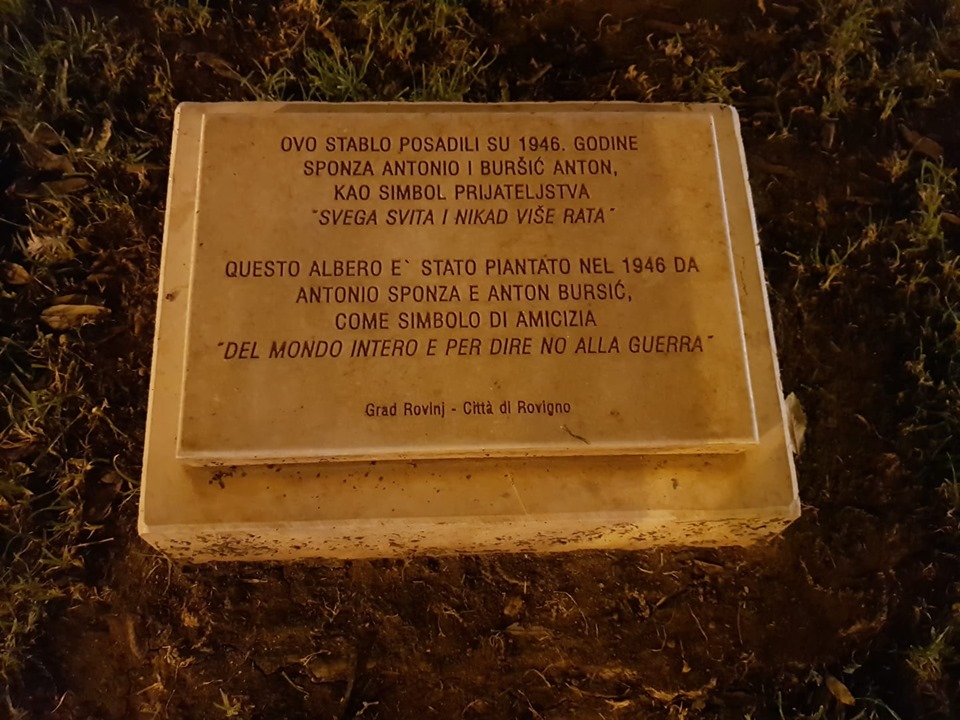 OVO STABLO POSADILI SU 1946. GODINE
SPONZA ANTONIO I BURŠIĆ ANTON,
KAO SIMBOL PRIJATELJSTVA
˝SVEGA SVITA I NIKAD VIŠE RATA˝
QUESTO ALBERO E` STATO PIANTATO NEL 1946 DA
ANTONIO SPONZA E ANTON BURSIĆ,
COME SIMBOLO DI AMICIZIA
˝DEL MONDO INTERO E PER DIRE NO ALLA GUERRA˝
Grad Rovinj - Città di Rovigno